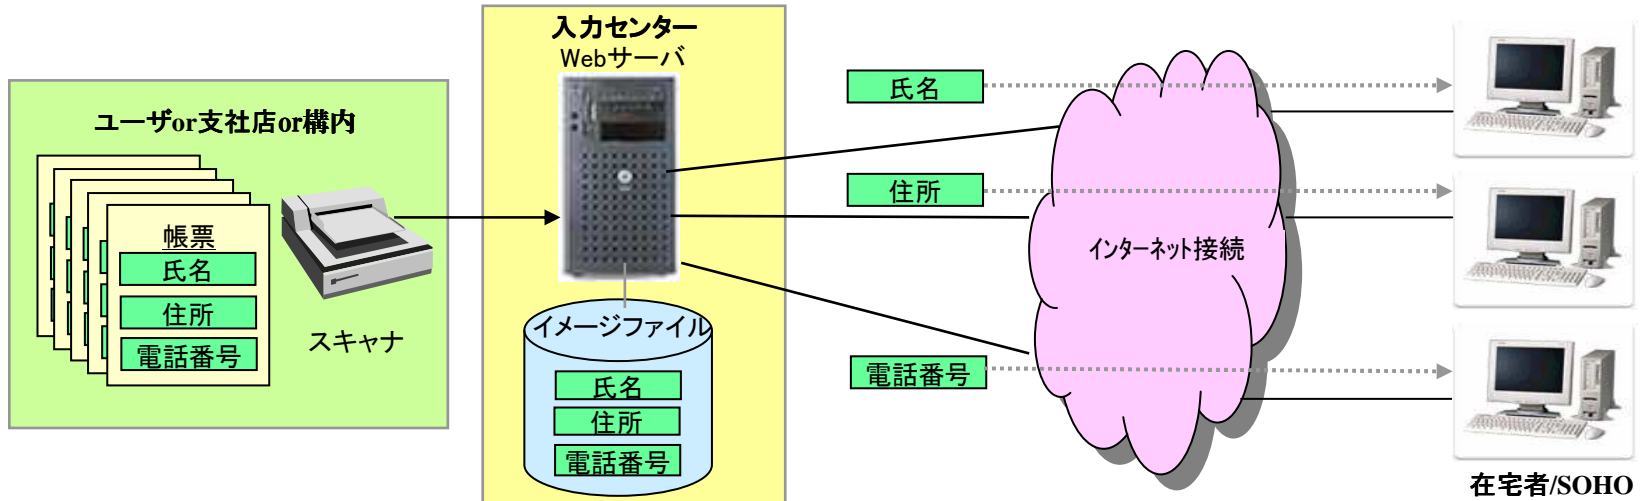 ユーザor支社店or構内
帳票
氏名
住所
電話番号
スキャナ
入力センター
Webサーバ
イメージファイル
氏名
住所
電話番号
氏名
住所
電話番号
インターネット接続
在宅者/SOHO